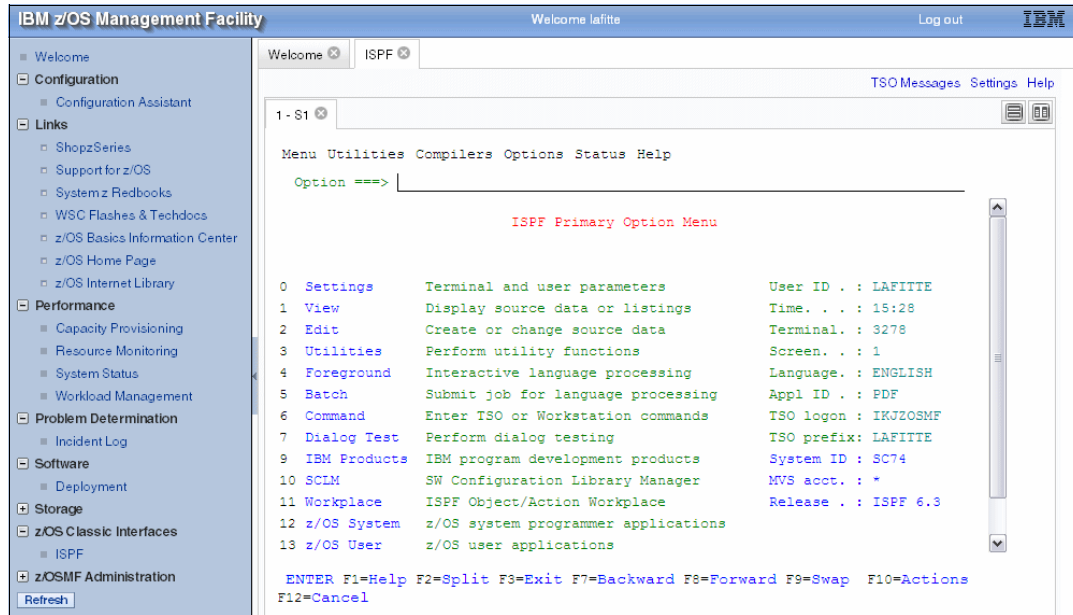 IBM z/OS Management Facility
Welcome lafitte
Log out
IBM
Welcome
Configuration
Configuration Assistant
Links
ShopzSeries
Support for z/OS
System z Redbooks
WSC Flashes & Techdocs
z/OS Basics Information Center
z/OS Home Page
z/OS Internet Library
Performance
Capacity Provisioning
Resource Monitoring
System Status
Workload Management
Problem Determination
Incident Log
Software
Deployment
Storage
z/OS Classic Interfaces
ISPF
z/OSMF Administration
Refresh
Welcome
ISPF
TSO Messages Settings Help
1 - S1
Menu Utilities Compilers Options Status Help
Option ===>
ISPF Primary Option Menu
0 Settings Terminal and user parameters User ID . : LAFITTE
1 View Display source data or listings Time. . . : 15:28
2 Edit Create or change source data Terminal. : 3278
3 Utilities Perform utility functions Screen. . : 1
4 Foreground Interactive language processing Language. : ENGLISH
5 Batch Submit job for language processing Appl ID . : PDF
6 Command Enter TSO or Workstation commands TSO logon : IKJZOSMF
7 Dialog Test Perform dialog testing TSO prefix: LAFITTE
9 IBM Products IBM program development products System ID : SC74
10 SCLM SW Configuration Library Manager MVS acct. : *
11 Workplace ISPF Object/Action Workplace Release . : ISPF 6.3
12 z/OS System z/OS system programmer applications
13 z/OS User z/OS user applications
ENTER F1=Help F2=Split F3=Exit F7=Backward F8=Forward F9=Swap F10=Actions
F12=Cancel